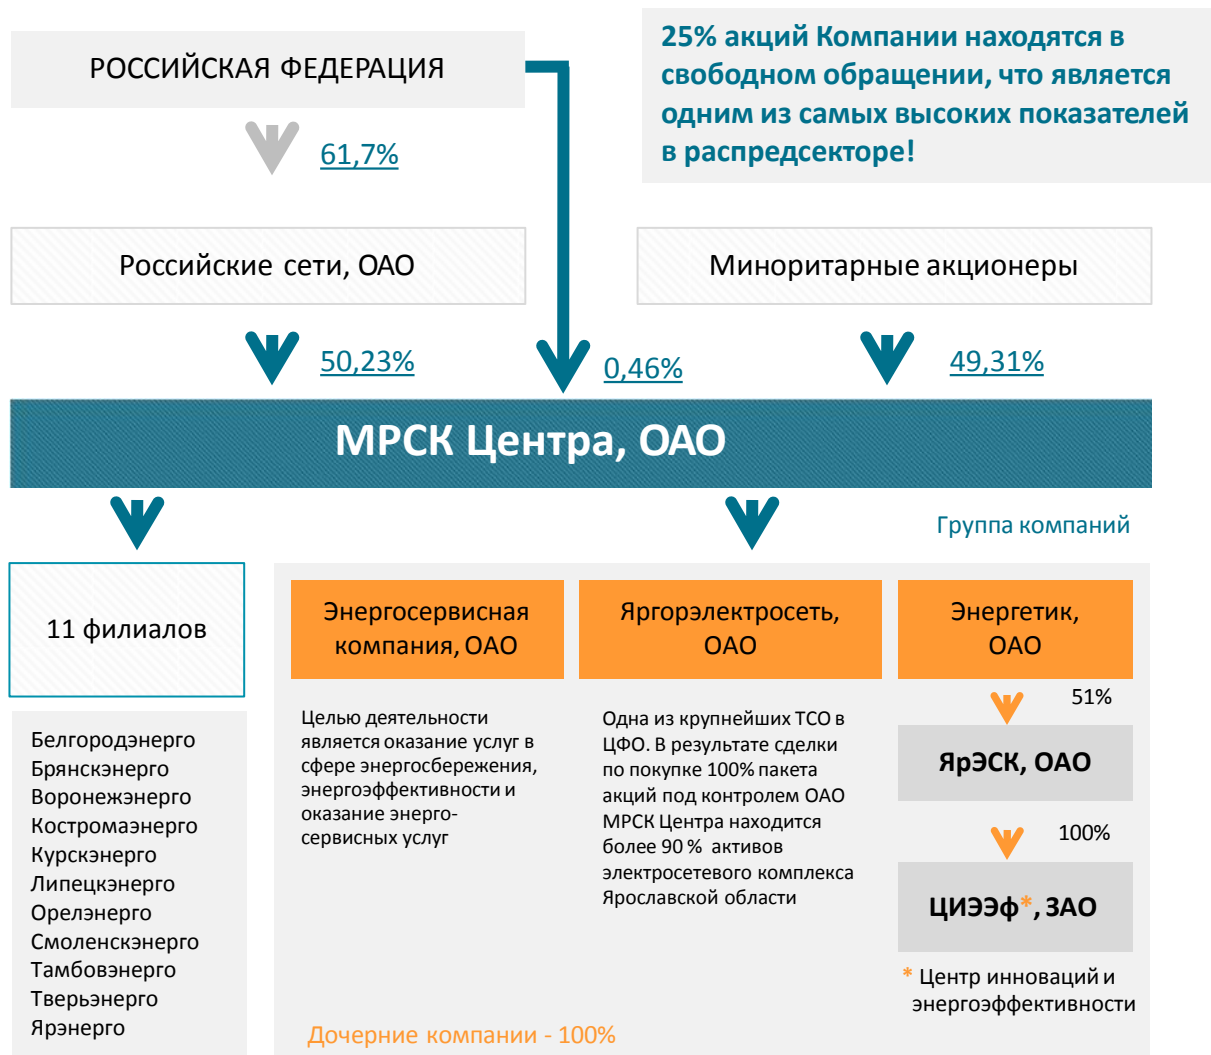 РОССИЙСКАЯ ФЕДЕРАЦИЯ
25% акций Компании находятся в
свободном обращении, что является
одним из самых высоких показателей
в распредсекторе!
61,7%
Российские сети, ОАО
Миноритарные акционеры
50,23%
0,46%
49,31%
МРСК Центра, ОАО
Группа компаний
11 филиалов
Белгородэнерго
Брянскэнерго
Воронежэнерго
Костромаэнерго
Курскэнерго
Липецкэнерго
Орелэнерго
Смоленскэнерго
Тамбовэнерго
Тверьэнерго
Ярэнерго
Энергосервисная
компания, ОАО
Целью деятельности
является оказание услуг в
сфере энергосбережения,
энергоэффективности и
оказание энерго-
сервисных услуг
Яргорэлектросеть,
ОАО
Одна из крупнейших ТСО в
ЦФО. В результате сделки
по покупке 100% пакета
акций под контролем ОАО
МРСК Центра находится
более 90 % активов
электросетевого комплекса
Ярославской области
Энергетик,
ОАО
51%
ЯрЭСК, ОАО
100%
ЦИЭЭф*, ЗАО
* Центр инноваций и
энергоэффективности
Дочерние компании - 100%